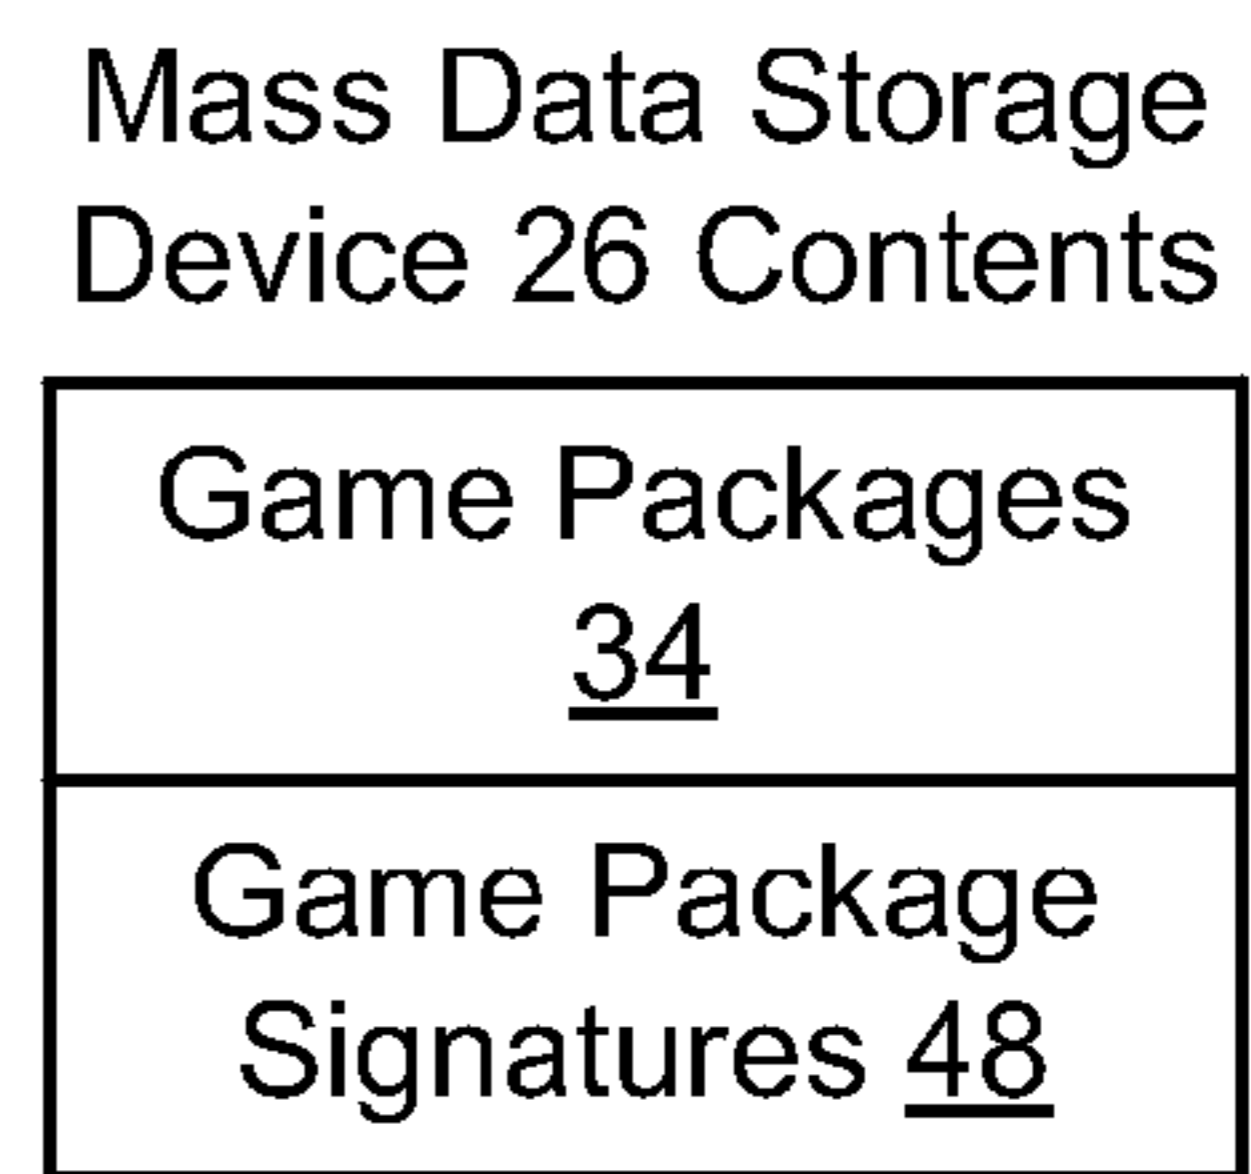 Mass Data Storage
Device 26 Contents
Game Packages
34
Game Package
Signatures 48